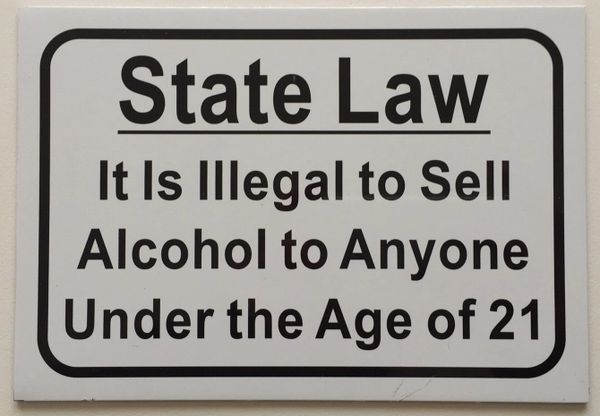 State Law
It Is Illegal to Sell
Alcohol to Anyone
Under the Age of 21